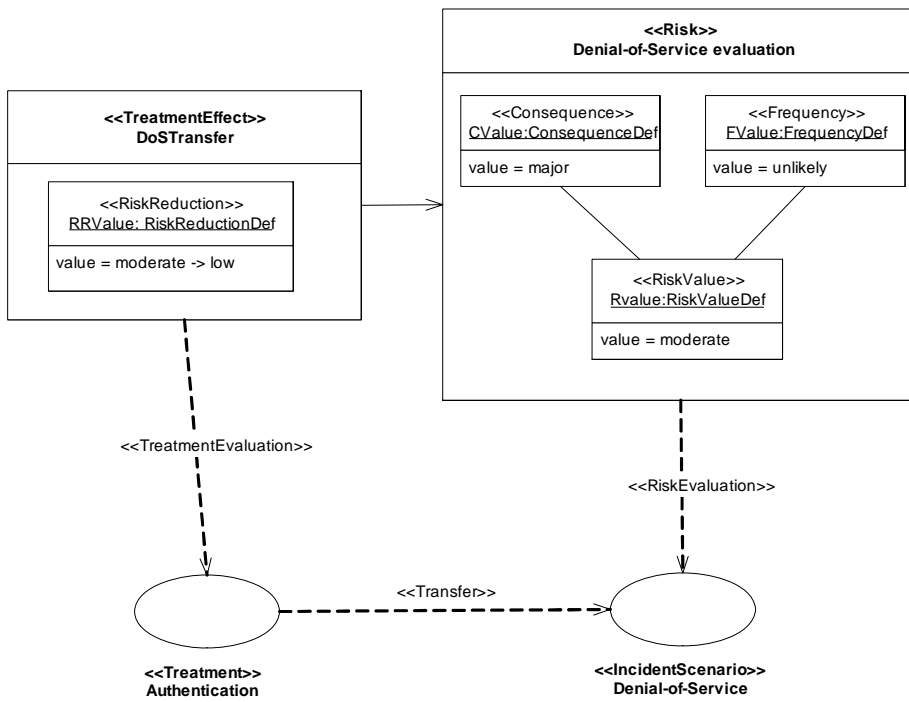 <<Risk>>
Denial-of-Service evaluation
<<TreatmentEffect>>
DoSTransfer
<<Consequence>>
CValue:ConsequenceDef
value = major
<<Frequency>>
FValue:FrequencyDef
value = unlikely
<<RiskReduction>>
RRValue: RiskReductionDef
value = moderate -> low
<<RiskValue>>
Rvalue:RiskValueDef
value = moderate
<<TreatmentEvaluation>>
<<RiskEvaluation>>
<<Transfer>>
<<Treatment>>
Authentication
<<IncidentScenario>>
Denial-of-Service